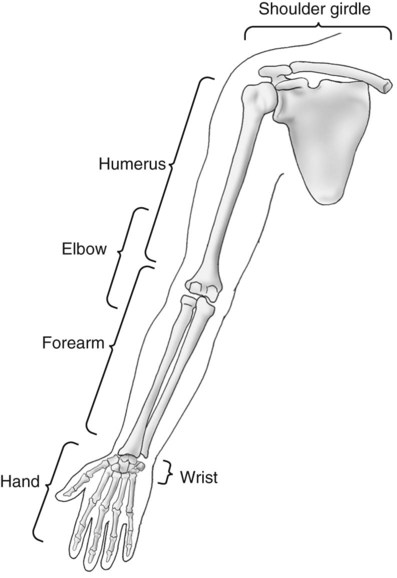 Shoulder girdle
Humerus
Elbow
Forearm
Hand
Wrist